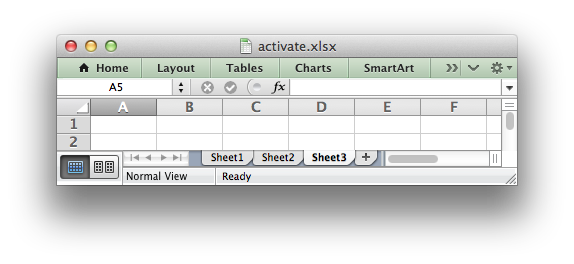 activate.xlsx
Home Layout Tables Charts SmartArt
A5 fx
A B C D E F
1
2
Sheet1 Sheet2 Sheet3 +
Normal View Ready